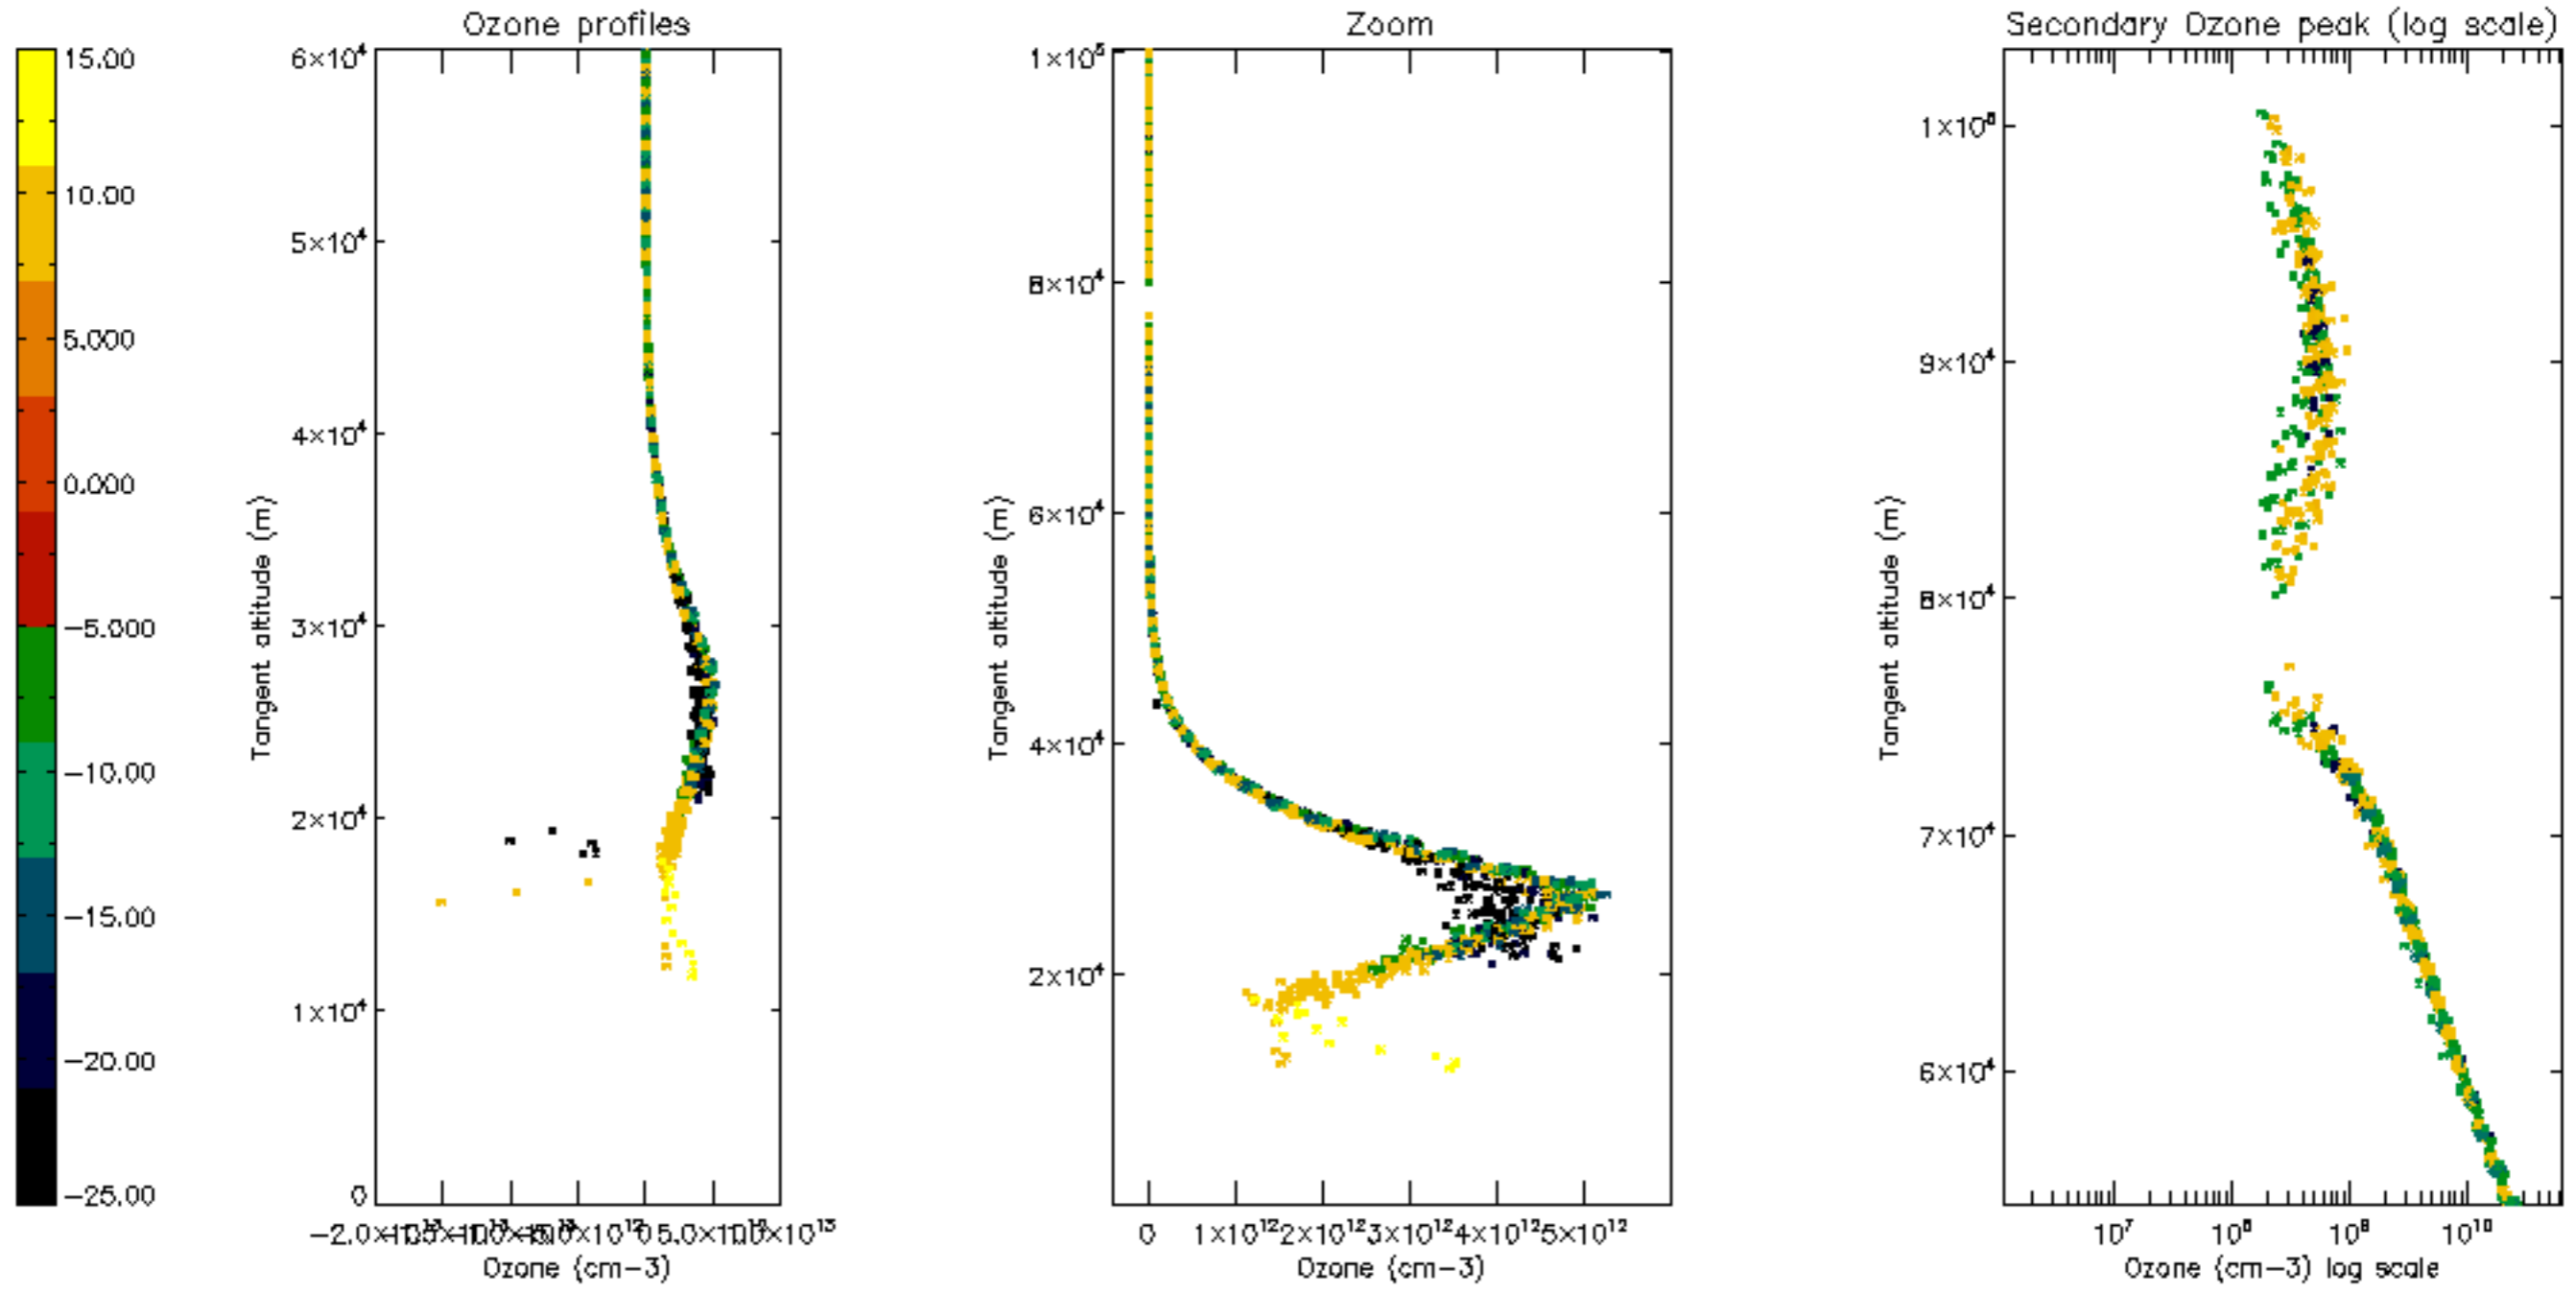 Ozone profiles
Zoom
Secondary Ozone peak (log scale)
15.00
10.00
5.000
0.000
−5.000
−10.00
−15.00
−20.00
−25.00
Tangent altitude (m)
6×10⁴
5×10⁴
4×10⁴
3×10⁴
2×10⁴
1×10⁴
0
Ozone (cm−3)
Tangent altitude (m)
1×10⁵
8×10⁴
6×10⁴
4×10⁴
2×10⁴
0 1×10¹² 2×10¹² 3×10¹² 4×10¹² 5×10¹²
Ozone (cm−3)
Tangent altitude (m)
1×10⁵
9×10⁴
8×10⁴
7×10⁴
6×10⁴
10⁷ 10⁸ 10⁹ 10¹⁰
Ozone (cm−3) log scale